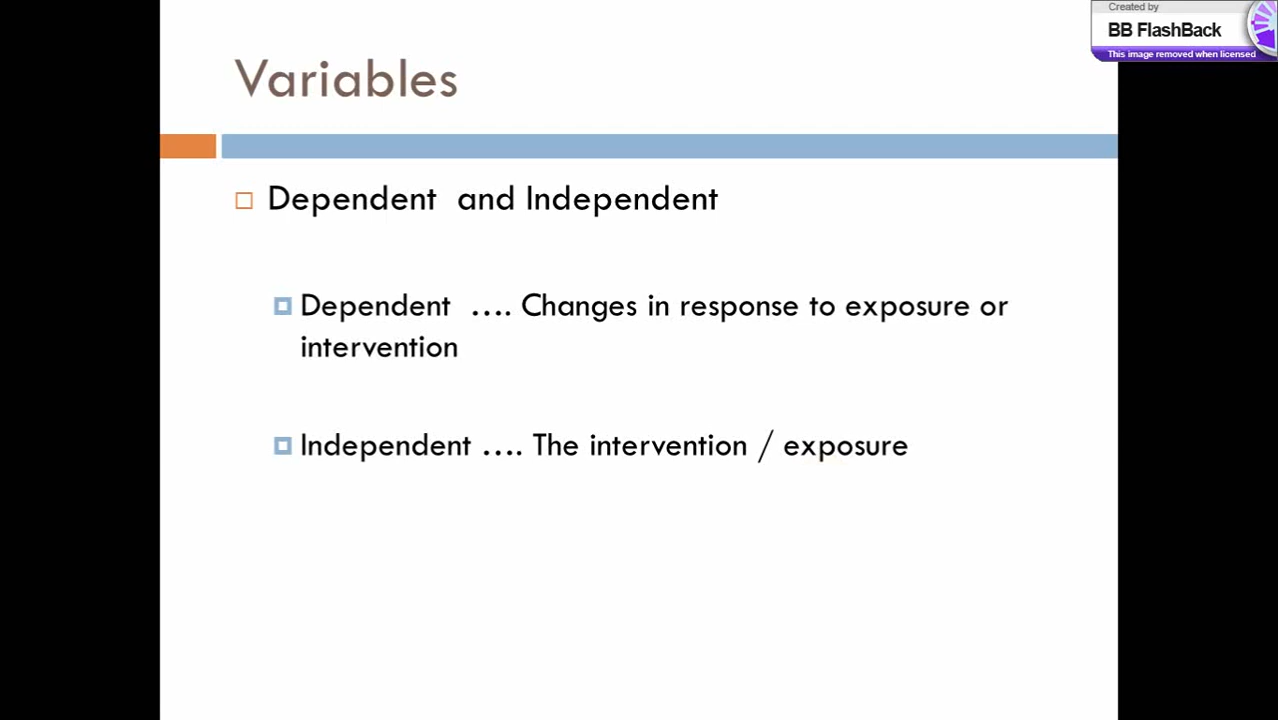 Created by
BB FlashBack
This image removed when licensed
Variables
Dependent and Independent
Dependent …. Changes in response to exposure or
intervention
Independent …. The intervention / exposure